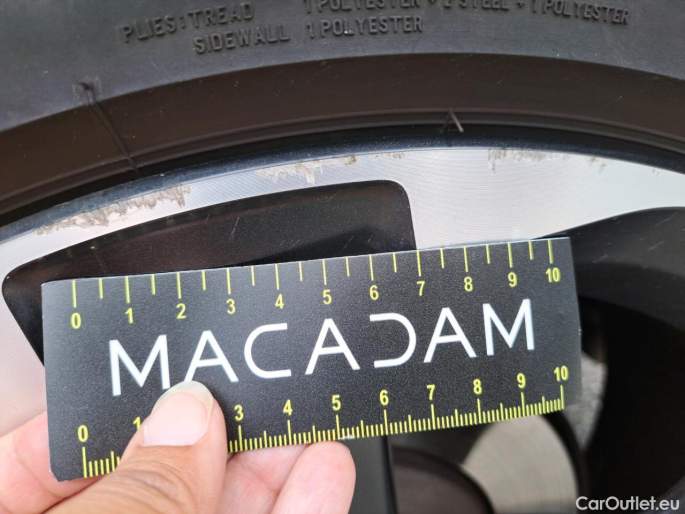 PLIES: TREAD 1 POLYESTER + 2 STEEL + 1 POLYESTER
SIDEWALL 1 POLYESTER
0 1 2 3 4 5 6 7 8 9 10
MACADAM
0 1 3 4 5 6 7 8 9 10
CarOutlet.eu